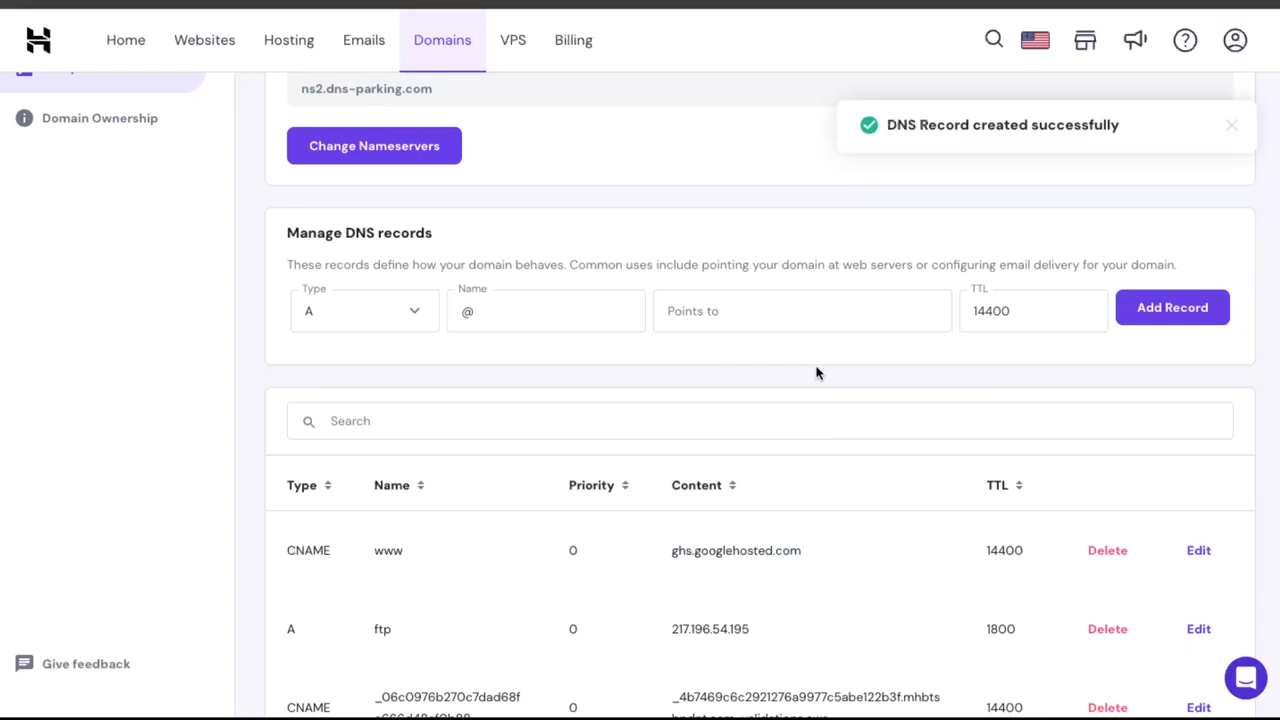 Home Websites Hosting Emails Domains VPS Billing
Domain Ownership
ns2.dns-parking.com
DNS Record created successfully
Change Nameservers
Manage DNS records
These records define how your domain behaves. Common uses include pointing your domain at web servers or configuring email delivery for your domain.
Type Name TTL
A @ Points to 14400 Add Record
Search
Type Name Priority Content TTL
CNAME www 0 ghs.googlehosted.com 14400 Delete Edit
A ftp 0 217.196.54.195 1800 Delete Edit
_06c0976b270c7dad68f _4b7469c6c2921276a9977c5abe122b3f.mhbts
CNAME 0 14400 Delete Edit
Give feedback